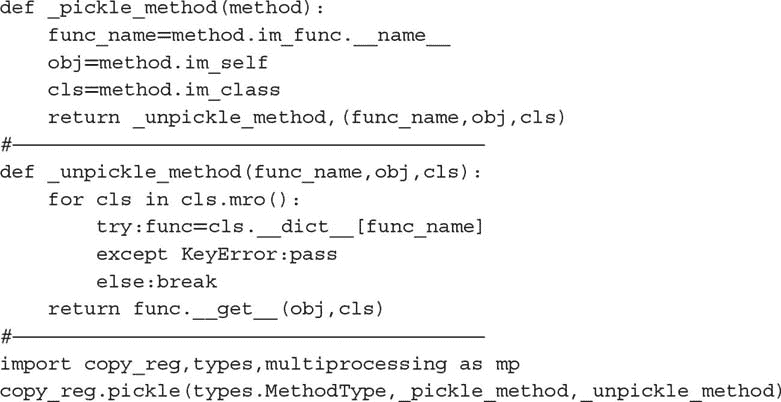 def _pickle_method(method):
    func_name=method.im_func.__name__
    obj=method.im_self
    cls=method.im_class
    return _unpickle_method,(func_name,obj,cls)
#———————————————————————————————————————
def _unpickle_method(func_name,obj,cls):
    for cls in cls.mro():
        try:func=cls.__dict__[func_name]
        except KeyError:pass
        else:break
    return func.__get__(obj,cls)
#———————————————————————————————————————
import copy_reg,types,multiprocessing as mp
copy_reg.pickle(types.MethodType,_pickle_method,_unpickle_method)